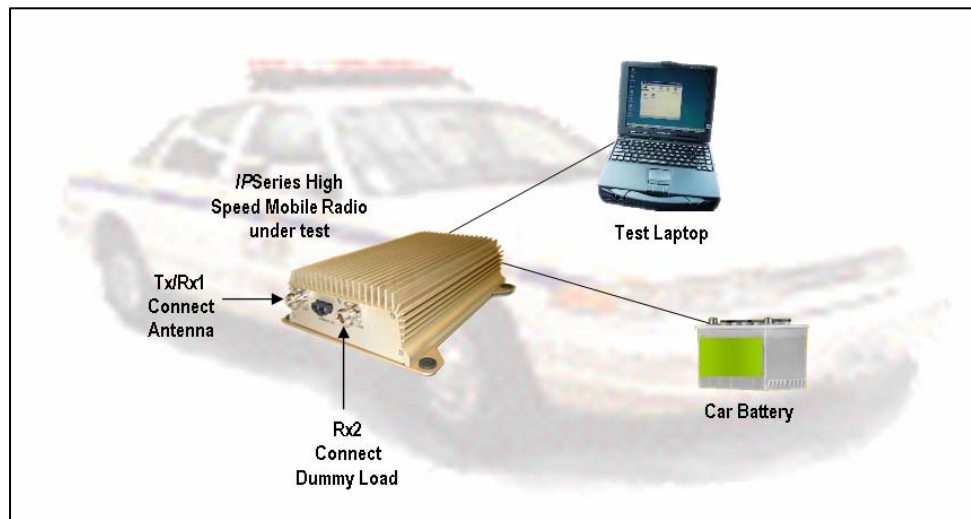 IPSeries High
Speed Mobile Radio
under test
Test Laptop
Tx/Rx1
Connect
Antenna
Car Battery
Rx2
Connect
Dummy Load